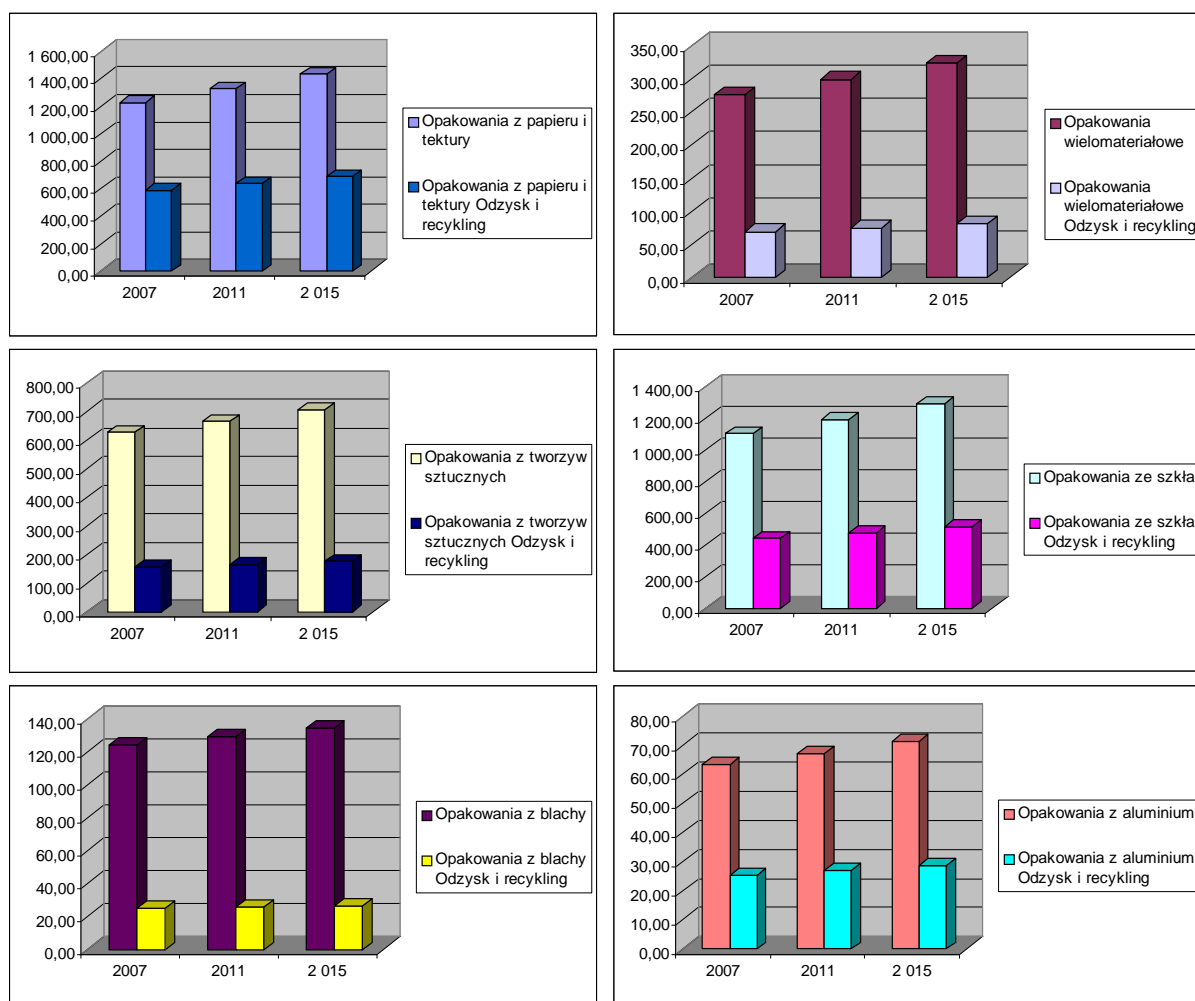 1 600,00
1 400,00
1 200,00
1 000,00
800,00
600,00
400,00
200,00
0,00
2007 2011 2 015
Opakowania z papieru i
tektury
Opakowania z papieru i
tektury Odzysk i
recykling
350,00
300,00
250,00
200,00
150,00
100,00
50,00
0,00
2007 2011 2 015
Opakowania
wielomateriałowe
Opakowania
wielomateriałowe
Odzysk i recykling
800,00
700,00
600,00
500,00
400,00
300,00
200,00
100,00
0,00
2007 2011 2 015
Opakowania z tworzyw
sztucznych
Opakowania z tworzyw
sztucznych Odzysk i
recykling
1 400,00
1 200,00
1 000,00
800,00
600,00
400,00
200,00
0,00
2007 2011 2 015
Opakowania ze szkła
Opakowania ze szkła
Odzysk i recykling
140,00
120,00
100,00
80,00
60,00
40,00
20,00
0,00
2007 2011 2 015
Opakowania z blachy
Opakowania z blachy
Odzysk i recykling
80,00
70,00
60,00
50,00
40,00
30,00
20,00
10,00
0,00
2007 2011 2 015
Opakowania z aluminium
Opakowania z aluminium
Odzysk i recykling